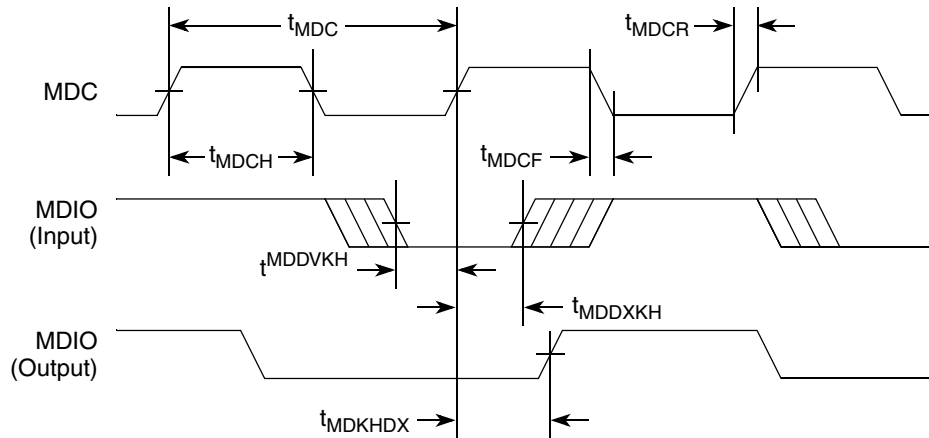 tMDC
tMDCR
MDC
tMDCH
tMDCF
MDIO
(Input)
tMDDVKH
tMDDXKH
MDIO
(Output)
tMDKHDX